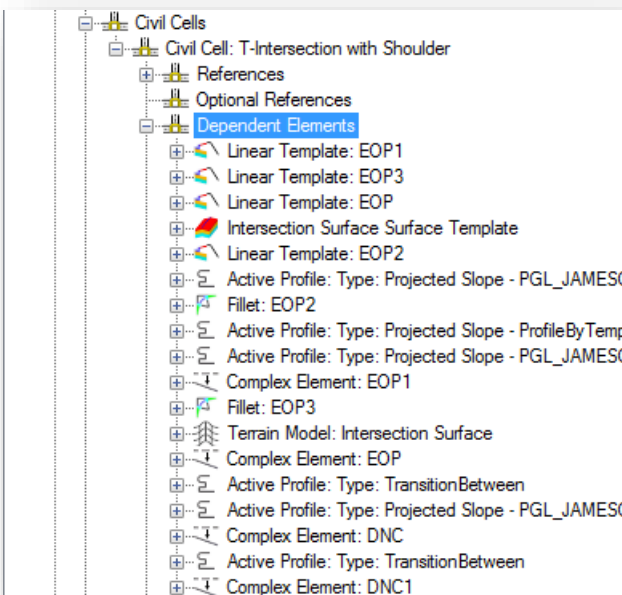 Civil Cells
Civil Cell: T-Intersection with Shoulder
References
Optional References
Dependent Elements
Linear Template: EOP1
Linear Template: EOP3
Linear Template: EOP
Intersection Surface Surface Template
Linear Template: EOP2
Active Profile: Type: Projected Slope - PGL_JAMESO
Fillet: EOP2
Active Profile: Type: Projected Slope - ProfileByTemp
Active Profile: Type: Projected Slope - PGL_JAMESO
Complex Element: EOP1
Fillet: EOP3
Terrain Model: Intersection Surface
Complex Element: EOP
Active Profile: Type: TransitionBetween
Active Profile: Type: Projected Slope - PGL_JAMESO
Complex Element: DNC
Active Profile: Type: TransitionBetween
Complex Element: DNC1